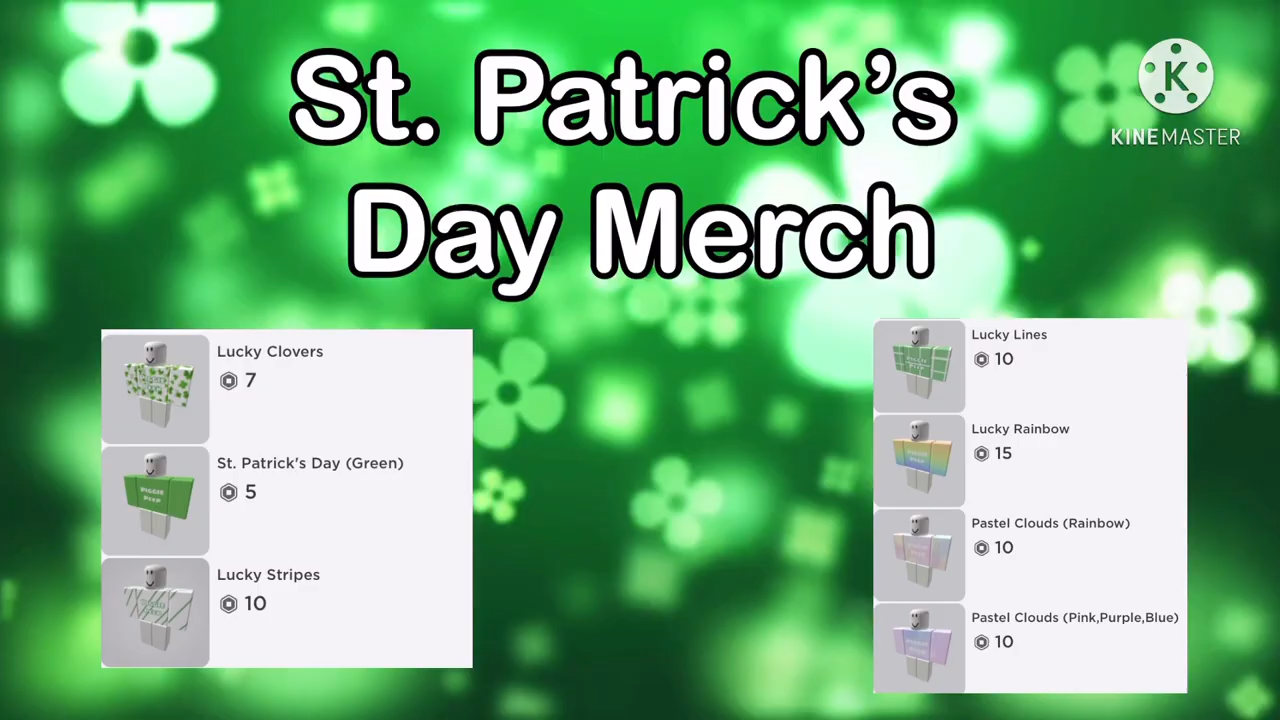 St. Patrick's
Day Merch
KINEMASTER
Lucky Clovers
7
St. Patrick's Day (Green)
5
Lucky Stripes
10
Lucky Lines
10
Lucky Rainbow
15
Pastel Clouds (Rainbow)
10
Pastel Clouds (Pink,Purple,Blue)
10